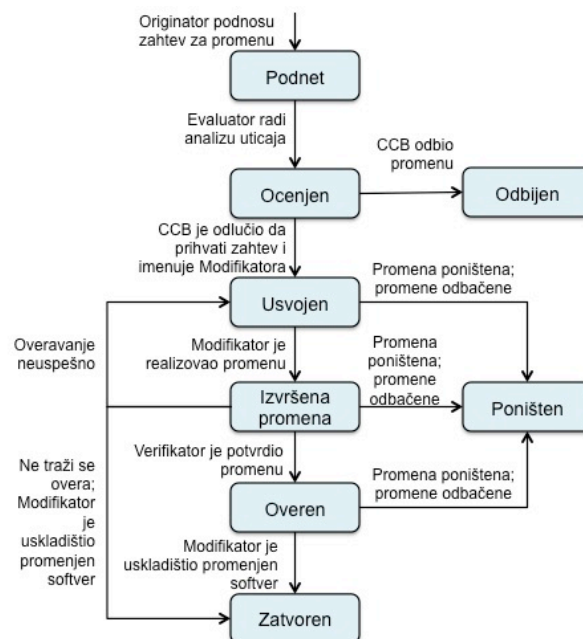 Originator podnosu
zahtev za promenu
Podnet
Evaluator radi
analizu uticaja
CCB odbio
promenu
Ocenjen
Odbijen
CCB je odlučio da
prihvati zahtev i
imenuje Modifikatora
Promena poništena;
promene odbačene
Usvojen
Overavanje
neuspešno
Modifikator je
realizovao promenu
Promena
poništena;
promene
odbačene
Izvršena
promena
Poništen
Verifikator je potvrdio
promenu
Ne traži se
overa;
Modifikator
je
uskladištio
promenjen
softver
Promena poništena;
promene odbačene
Overen
Modifikator je
uskladištio promenjen
softver
Zatvoren